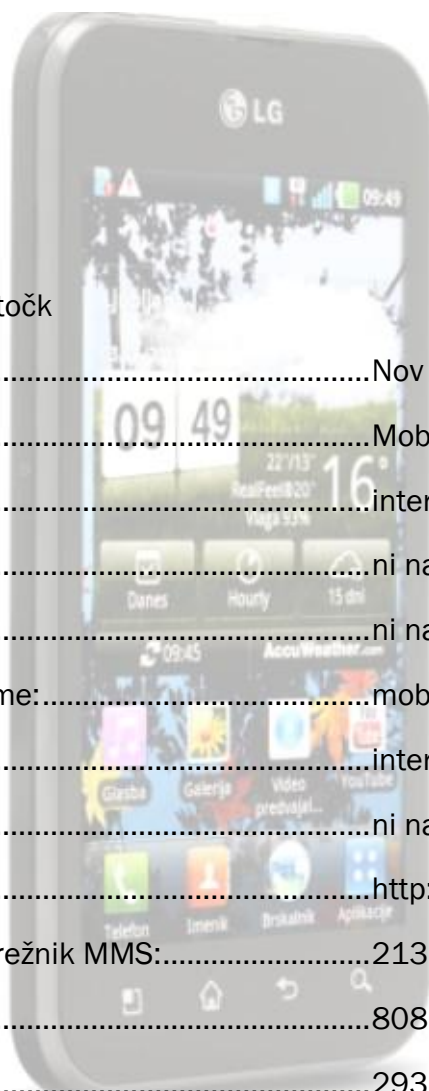 LG
09:49
točk
Nov
09 49
Mob
22°/13°
16°
RealFeel®20°
Vlaga 93%
inter
Danes
Hourly
15 dni
ni na
09:45
AccuWeather.com
ni na
me:
mob
Glasba
Galerija
Video predvajal...
YouTube
inter
ni na
http:
Telefon
Imenik
Brskalnik
Aplikacije
režnik MMS:
213
808
293